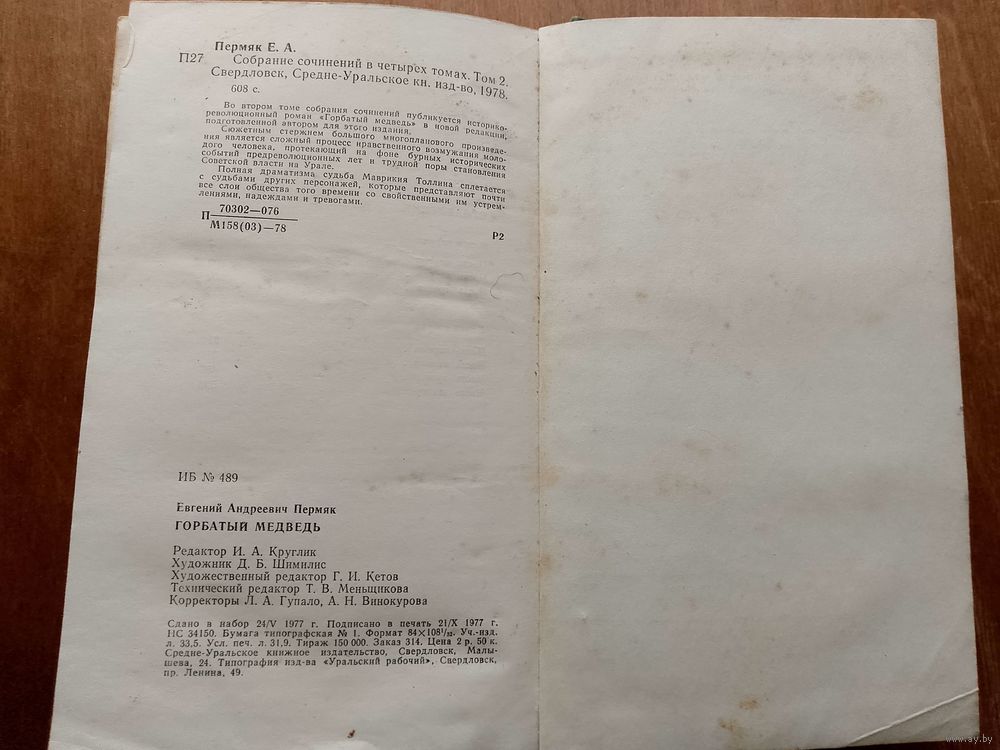 Пермяк Е. А.
П27 Собрание сочинений в четырех томах. Том 2.
Свердловск, Средне-Уральское кн. изд-во, 1978.
608 с.
Во втором томе собрания сочинений публикуется историко-
революционный роман «Горбатый медведь» в новой редакции,
подготовленной автором для этого издания.
Сюжетным стержнем большого многопланового произведе-
ния является сложный процесс нравственного возмужания моло-
дого человека, протекающий на фоне бурных исторических
событий предреволюционных лет и трудной поры становления
Советской власти на Урале.
Полная драматизма судьба Маврикия Толлина сплетается
с судьбами других персонажей, которые представляют почти
все слои общества того времени со свойственными им устрем-
лениями, надеждами и тревогами.
П 70302—076
М158(03)—78
Р2
ИБ № 489
Евгений Андреевич Пермяк
ГОРБАТЫЙ МЕДВЕДЬ
Редактор И. А. Круглик
Художник Д. Б. Шимилис
Художественный редактор Г. И. Кетов
Технический редактор Т. В. Меньщикова
Корректоры Л. А. Гупало, А. Н. Винокурова
Сдано в набор 24/V 1977 г. Подписано в печать 21/X 1977 г.
НС 34150. Бумага типографская № 1. Формат 84×108¹/₃₂. Уч.-изд.
л. 33,5. Усл. печ. л. 31,9. Тираж 150 000. Заказ 314. Цена 2 р. 50 к.
Средне-Уральское книжное издательство, Свердловск, Малы-
шева, 24. Типография изд-ва «Уральский рабочий», Свердловск,
пр. Ленина, 49.
www.ay.by